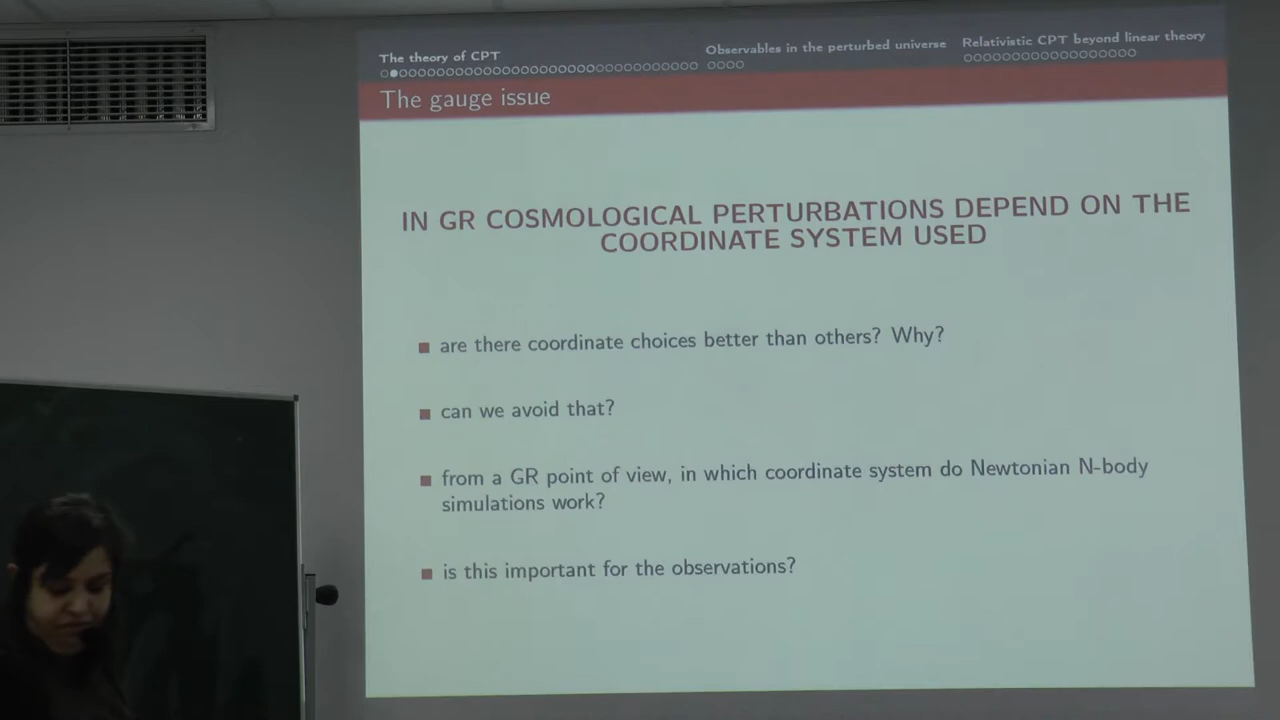 The theory of CPT
Observables in the perturbed universe
Relativistic CPT beyond linear theory
The gauge issue
IN GR COSMOLOGICAL PERTURBATIONS DEPEND ON THE
COORDINATE SYSTEM USED
are there coordinate choices better than others? Why?
can we avoid that?
from a GR point of view, in which coordinate system do Newtonian N-body
simulations work?
is this important for the observations?